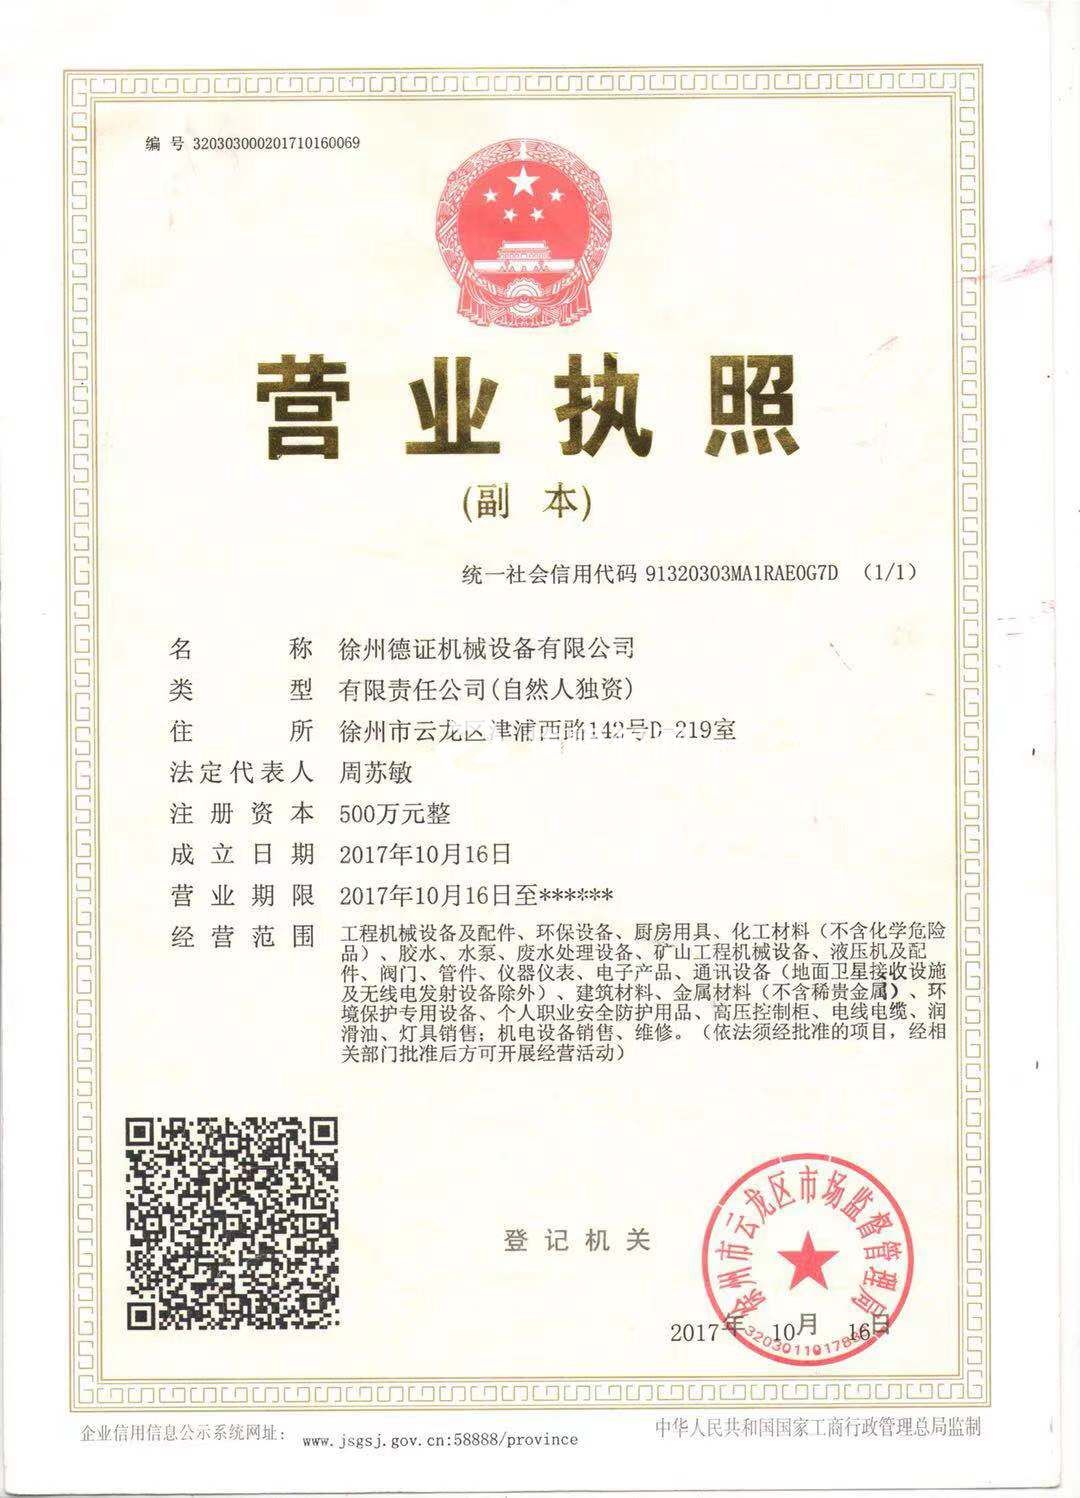 编 号 320303000201710160069
营业执照
(副 本)
统一社会信用代码 91320303MA1RAE0G7D （1/1）
名 称 徐州德证机械设备有限公司
类 型 有限责任公司(自然人独资)
住 所 徐州市云龙区津浦西路142号D-219室
法定代表人 周苏敏
注 册 资 本 500万元整
成 立 日 期 2017年10月16日
营 业 期 限 2017年10月16日至******
经 营 范 围 工程机械设备及配件、环保设备、厨房用具、化工材料（不含化学危险
品）、胶水、水泵、废水处理设备、矿山工程机械设备、液压机及配
件、阀门、管件、仪器仪表、电子产品、通讯设备（地面卫星接收设施
及无线电发射设备除外）、建筑材料、金属材料（不含稀贵金属）、环
境保护专用设备、个人职业安全防护用品、高压控制柜、电线电缆、润
滑油、灯具销售；机电设备销售、维修。（依法须经批准的项目，经相
关部门批准后方可开展经营活动）
登 记 机 关
徐州市云龙区市场监督管理局
2017年 10月 16日
企业信用信息公示系统网址： www.jsgsj.gov.cn:58888/province
中华人民共和国国家工商行政管理总局监制